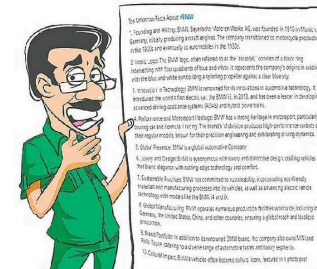 The Unknown Facts About #BMW
1. Founding and History: BMW, Bayerische Motoren Werke AG, was founded in 1916 in Munich,
Germany, initially producing aircraft engines. The company transitioned to motorcycle production
in the 1920s and eventually to automobiles in the 1930s.
2. Iconic Logo: The BMW logo, often referred to as the "roundel," consists of a black ring
intersecting with four quadrants of blue and white. It represents the company's origins in aviation,
with the blue and white symbolizing a spinning propeller against a clear blue sky.
3. Innovation in Technology: BMW is renowned for its innovations in automotive technology. It
introduced the world's first electric car, the BMW i3, in 2013, and has been a leader in developing
advanced driving assistance systems (ADAS) and hybrid powertrains.
4. Performance and Motorsport Heritage: BMW has a strong heritage in motorsport, particularly
touring car and Formula 1 racing. The brand's M division produces high-performance variants of
their regular models, known for their precision engineering and exhilarating driving dynamics.
5. Global Presence: BMW is a global automotive Company
6. Luxury and Design: BMW is synonymous with luxury and distinctive design, crafting vehicles
that blend elegance with cutting-edge technology and comfort.
7. Sustainable Practices: BMW has committed to sustainability, incorporating eco-friendly
materials and manufacturing processes into its vehicles, as well as advancing electric vehicle
technology with models like the BMW i4 and iX.
8. Global Manufacturing: BMW operates numerous production facilities worldwide, including in
Germany, the United States, China, and other countries, ensuring a global reach and localized
production.
9. Brand Portfolio: In addition to its renowned BMW brand, the company also owns MINI and
Rolls-Royce, catering to a diverse range of automotive tastes and luxury segments.
10. Cultural Impact: BMW's vehicles often become cultural icons, featured in